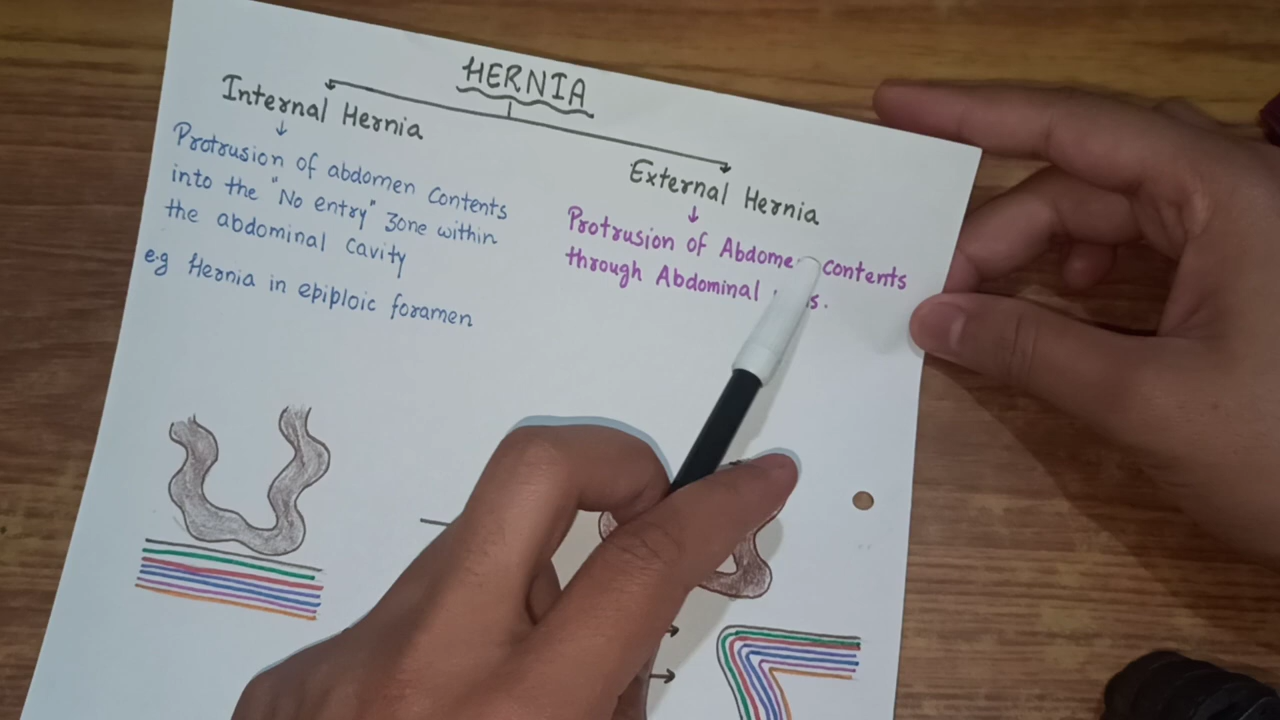 HERNIA
Internal Hernia
Protrusion of abdomen contents
into the "No entry" zone within
the abdominal cavity
e.g Hernia in epiploic foramen
External Hernia
Protrusion of Abdomen contents
through Abdominal